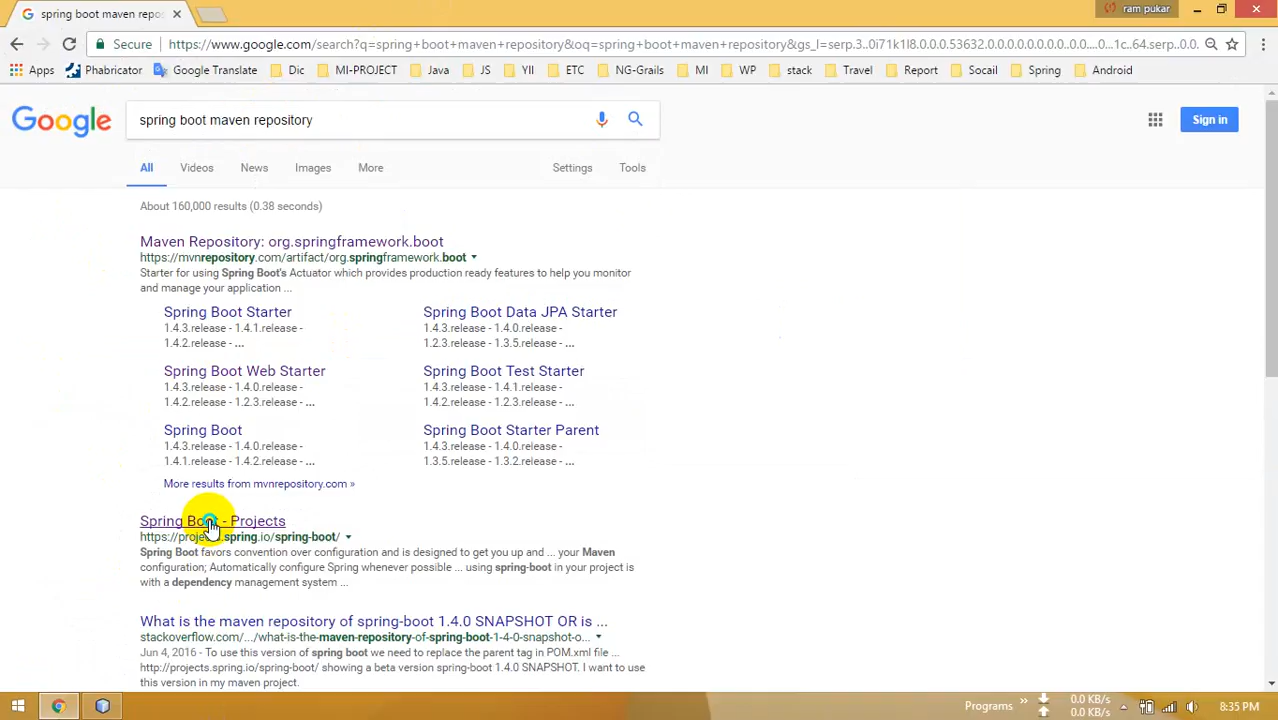 spring boot maven repos
ram pukar
Secure
https://www.google.com/search?q=spring+boot+maven+repository&oq=spring+boot+maven+repository&gs_l=serp.3..0i71k1l8.0.0.0.53632.0.0.0.0.0.0.0.0..0.0....0...1c..64.serp..0.0.
Apps
Phabricator
Google Translate
Dic
MI-PROJECT
Java
JS
YII
ETC
NG-Grails
MI
WP
stack
Travel
Report
Socail
Spring
Android
Google
spring boot maven repository
Sign in
All
Videos
News
Images
More
Settings
Tools
About 160,000 results (0.38 seconds)
Maven Repository: org.springframework.boot
https://mvnrepository.com/artifact/org.springframework.boot
Starter for using Spring Boot's Actuator which provides production ready features to help you monitor
and manage your application ...
Spring Boot Starter
1.4.3.release - 1.4.1.release -
1.4.2.release - ...
Spring Boot Data JPA Starter
1.4.3.release - 1.4.0.release -
1.2.3.release - 1.3.5.release - ...
Spring Boot Web Starter
1.4.3.release - 1.4.0.release -
1.4.2.release - 1.2.3.release - ...
Spring Boot Test Starter
1.4.3.release - 1.4.1.release -
1.4.2.release - 1.2.3.release - ...
Spring Boot
1.4.3.release - 1.4.0.release -
1.4.1.release - 1.4.2.release - ...
Spring Boot Starter Parent
1.4.3.release - 1.4.0.release -
1.3.5.release - 1.3.2.release - ...
More results from mvnrepository.com »
Spring Boot - Projects
https://projects.spring.io/spring-boot/
Spring Boot favors convention over configuration and is designed to get you up and ... your Maven
configuration; Automatically configure Spring whenever possible ... using spring-boot in your project is
with a dependency management system ...
What is the maven repository of spring-boot 1.4.0 SNAPSHOT OR is ...
stackoverflow.com/.../what-is-the-maven-repository-of-spring-boot-1-4-0-snapshot-o...
Jun 4, 2016 - To use this version of spring boot we need to replace the parent tag in POM.xml file ...
http://projects.spring.io/spring-boot/ showing a beta version spring-boot 1.4.0 SNAPSHOT. I want to use
this version in my maven project.
Programs
0.0 KB/s
0.0 KB/s
8:35 PM